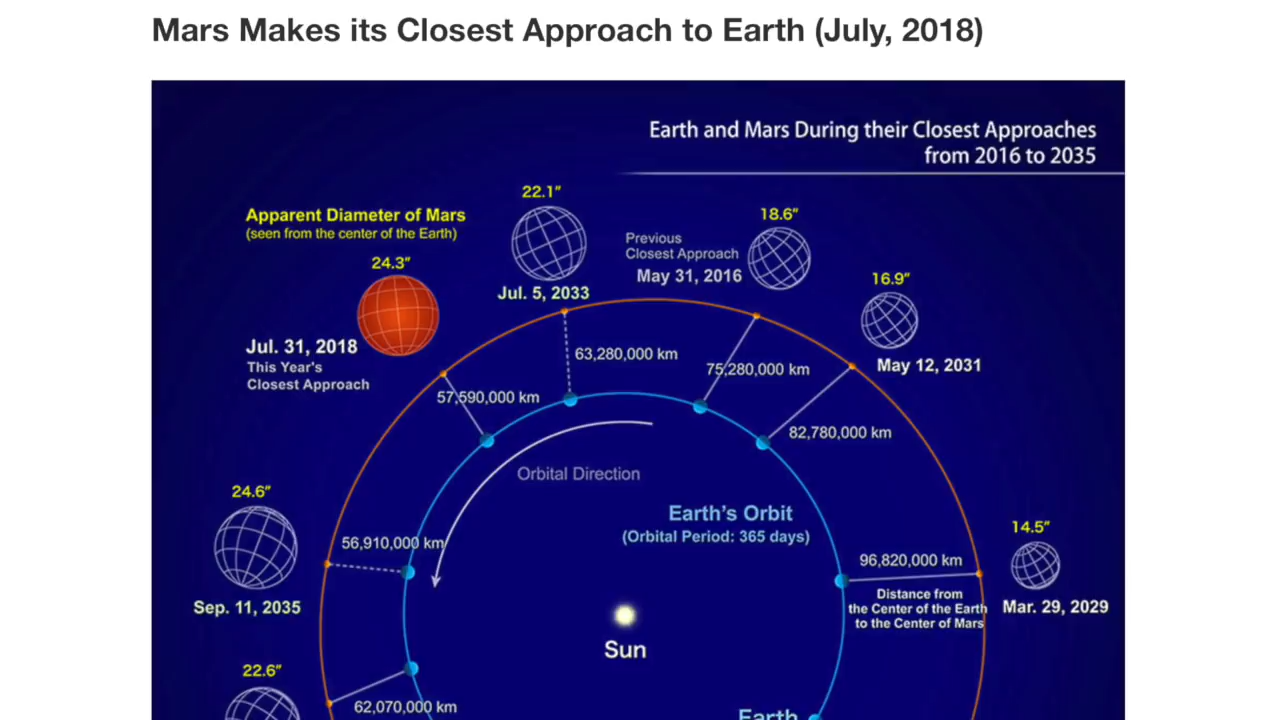 Mars Makes its Closest Approach to Earth (July, 2018)
Earth and Mars During their Closest Approaches
from 2016 to 2035
Apparent Diameter of Mars
(seen from the center of the Earth)
24.3″
Jul. 31, 2018
This Year's
Closest Approach
22.1″
Jul. 5, 2033
Previous
Closest Approach
May 31, 2016
18.6″
16.9″
May 12, 2031
63,280,000 km
75,280,000 km
57,590,000 km
82,780,000 km
Orbital Direction
24.6″
Sep. 11, 2035
56,910,000 km
Earth's Orbit
(Orbital Period: 365 days)
14.5″
Mar. 29, 2029
96,820,000 km
Distance from
the Center of the Earth
to the Center of Mars
Sun
22.6″
62,070,000 km
Earth